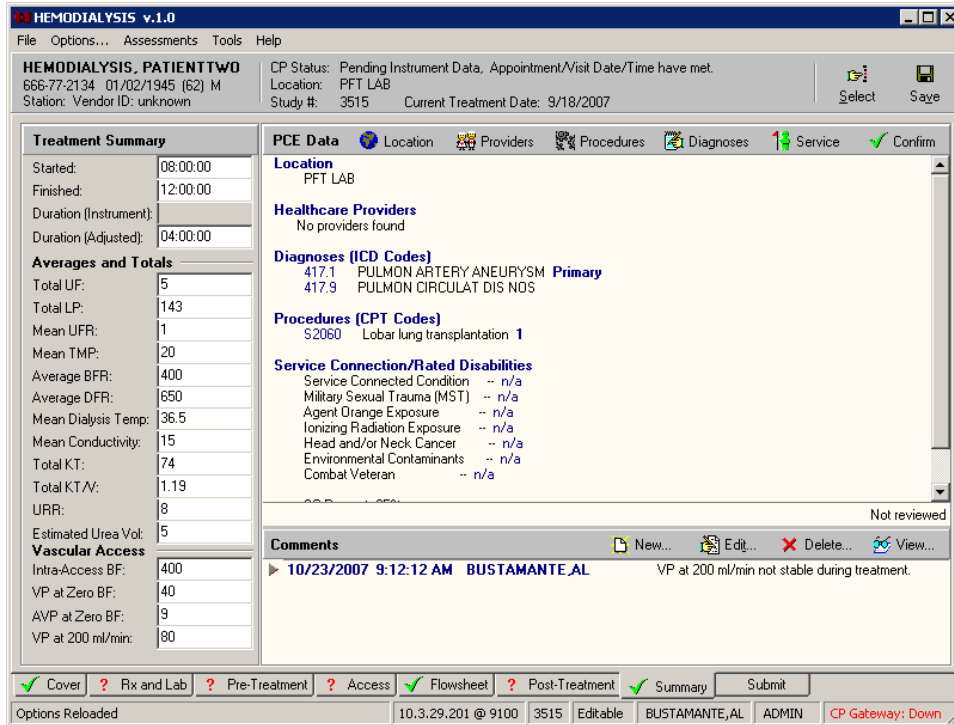 HEMODIALYSIS v.1.0
File Options... Assessments Tools Help
HEMODIALYSIS, PATIENTTWO
666-77-2134 01/02/1945 (62) M
Station: Vendor ID: unknown
CP Status: Pending Instrument Data, Appointment/Visit Date/Time have met.
Location: PFT LAB
Study #: 3515 Current Treatment Date: 9/18/2007
Select Save
Treatment Summary
Started: 08:00:00
Finished: 12:00:00
Duration (Instrument):
Duration (Adjusted): 04:00:00
Averages and Totals
Total UF: 5
Total LP: 143
Mean UFR: 1
Mean TMP: 20
Average BFR: 400
Average DFR: 650
Mean Dialysis Temp: 36.5
Mean Conductivity: 15
Total KT: 74
Total KT/V: 1.19
URR: 8
Estimated Urea Vol: 5
Vascular Access
Intra-Access BF: 400
VP at Zero BF: 40
AVP at Zero BF: 9
VP at 200 ml/min: 80
PCE Data Location Providers Procedures Diagnoses Service Confirm
Location
PFT LAB
Healthcare Providers
No providers found
Diagnoses (ICD Codes)
417.1 PULMON ARTERY ANEURYSM Primary
417.9 PULMON CIRCULAT DIS NOS
Procedures (CPT Codes)
S2060 Lobar lung transplantation 1
Service Connection/Rated Disabilities
Service Connected Condition -- n/a
Military Sexual Trauma (MST) -- n/a
Agent Orange Exposure -- n/a
Ionizing Radiation Exposure -- n/a
Head and/or Neck Cancer -- n/a
Environmental Contaminants -- n/a
Combat Veteran -- n/a
Not reviewed
Comments New... Edit... Delete... View...
10/23/2007 9:12:12 AM BUSTAMANTE,AL VP at 200 ml/min not stable during treatment.
Cover ? Rx and Lab ? Pre-Treatment ? Access Flowsheet ? Post-Treatment Summary Submit
Options Reloaded 10.3.29.201 @ 9100 3515 Editable BUSTAMANTE,AL ADMIN CP Gateway: Down